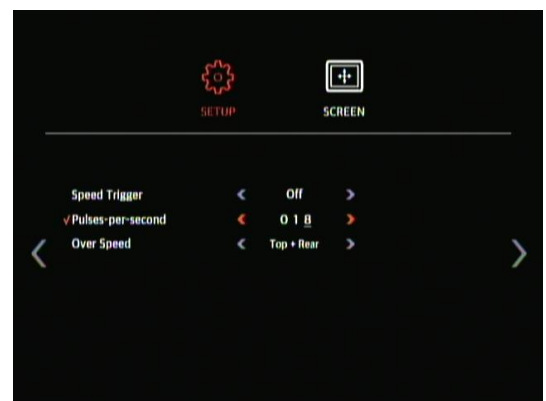 SETUP SCREEN
Speed Trigger < Off >
√Pulses-per-second < 0 1 8 >
Over Speed < Top + Rear >